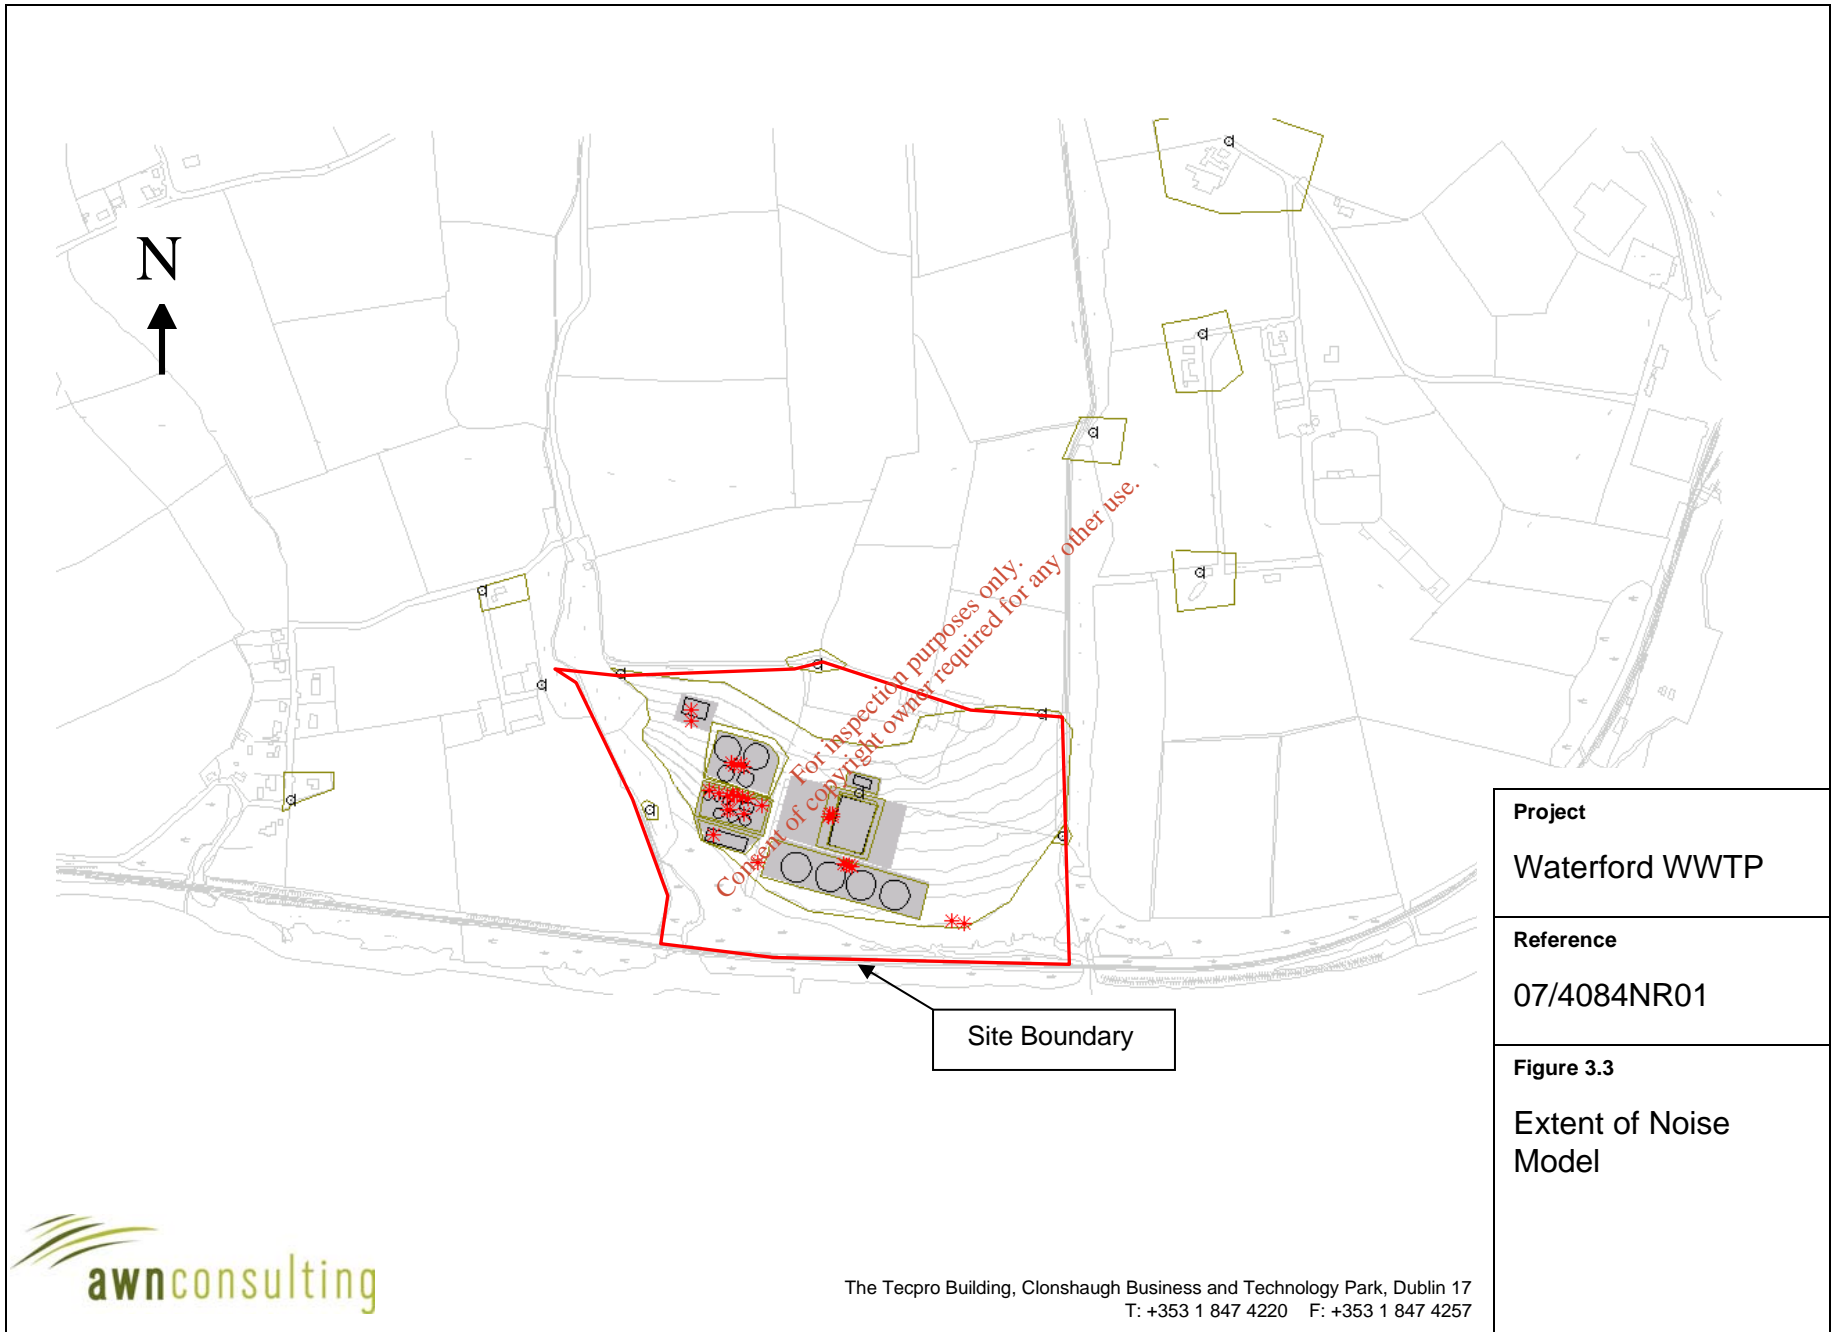 N
For inspection purposes only.
Consent of copyright owner required for any other use.
Site Boundary
Project
Waterford WWTP
Reference
07/4084NR01
Figure 3.3
Extent of Noise
Model
awnconsulting
The Tecpro Building, Clonshaugh Business and Technology Park, Dublin 17
T: +353 1 847 4220 F: +353 1 847 4257